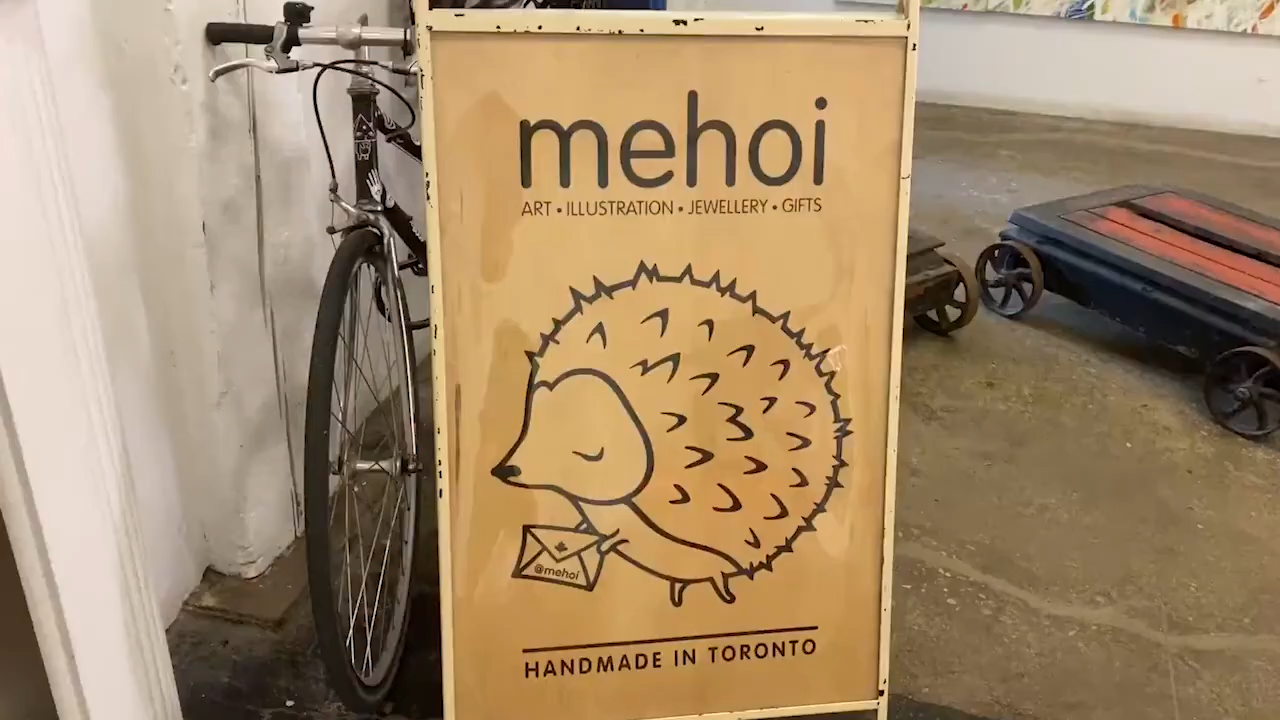 mehoi
ART • ILLUSTRATION • JEWELLERY • GIFTS
@mehoi
HANDMADE IN TORONTO